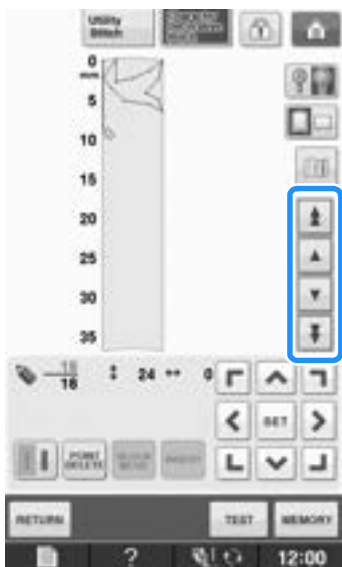 Utility
Stitch
0
mm
5
10
15
20
25
30
35
16
24
0
SET
POINT
DELETE
INSERT
RETURN
TEST
MEMORY
?
12:00